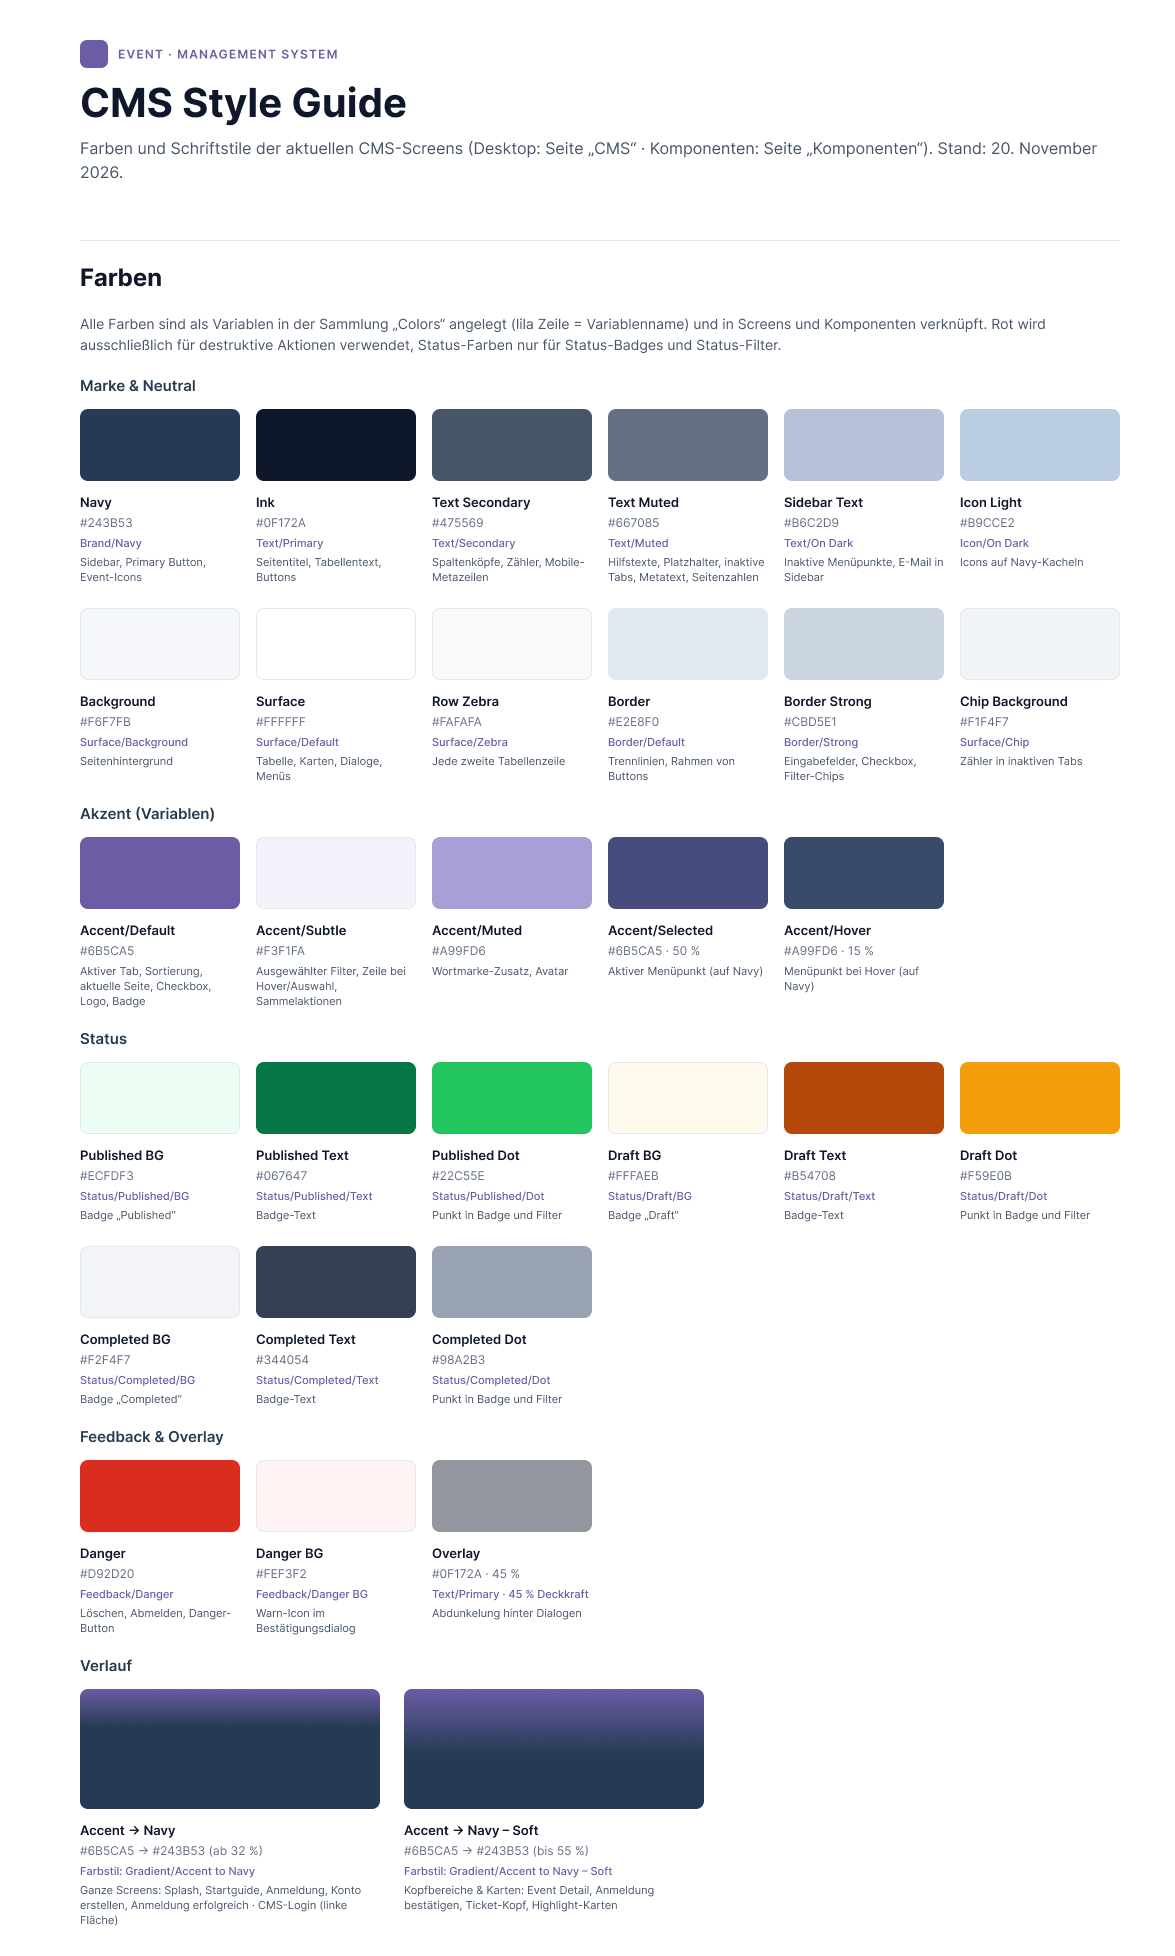 EVENT · MANAGEMENT SYSTEM
CMS Style Guide
Farben und Schriftstile der aktuellen CMS-Screens (Desktop: Seite „CMS“ · Komponenten: Seite „Komponenten“). Stand: 20. November
2026.
Farben
Alle Farben sind als Variablen in der Sammlung „Colors“ angelegt (lila Zeile = Variablenname) und in Screens und Komponenten verknüpft. Rot wird
ausschließlich für destruktive Aktionen verwendet, Status-Farben nur für Status-Badges und Status-Filter.
Marke & Neutral
Navy
#243B53
Brand/Navy
Sidebar, Primary Button,
Event-Icons
Ink
#0F172A
Text/Primary
Seitentitel, Tabellentext,
Buttons
Text Secondary
#475569
Text/Secondary
Spaltenköpfe, Zähler, Mobile-
Metazeilen
Text Muted
#667085
Text/Muted
Hilfstexte, Platzhalter, inaktive
Tabs, Metatext, Seitenzahlen
Sidebar Text
#B6C2D9
Text/On Dark
Inaktive Menüpunkte, E-Mail in
Sidebar
Icon Light
#B9CCE2
Icon/On Dark
Icons auf Navy-Kacheln
Background
#F6F7FB
Surface/Background
Seitenhintergrund
Surface
#FFFFFF
Surface/Default
Tabelle, Karten, Dialoge,
Menüs
Row Zebra
#FAFAFA
Surface/Zebra
Jede zweite Tabellenzeile
Border
#E2E8F0
Border/Default
Trennlinien, Rahmen von
Buttons
Border Strong
#CBD5E1
Border/Strong
Eingabefelder, Checkbox,
Filter-Chips
Chip Background
#F1F4F7
Surface/Chip
Zähler in inaktiven Tabs
Akzent (Variablen)
Accent/Default
#6B5CA5
Aktiver Tab, Sortierung,
aktuelle Seite, Checkbox,
Logo, Badge
Accent/Subtle
#F3F1FA
Ausgewählter Filter, Zeile bei
Hover/Auswahl,
Sammelaktionen
Accent/Muted
#A99FD6
Wortmarke-Zusatz, Avatar
Accent/Selected
#6B5CA5 · 50 %
Aktiver Menüpunkt (auf Navy)
Accent/Hover
#A99FD6 · 15 %
Menüpunkt bei Hover (auf
Navy)
Status
Published BG
#ECFDF3
Status/Published/BG
Badge „Published“
Published Text
#067647
Status/Published/Text
Badge-Text
Published Dot
#22C55E
Status/Published/Dot
Punkt in Badge und Filter
Draft BG
#FFFAEB
Status/Draft/BG
Badge „Draft“
Draft Text
#B54708
Status/Draft/Text
Badge-Text
Draft Dot
#F59E0B
Status/Draft/Dot
Punkt in Badge und Filter
Completed BG
#F2F4F7
Status/Completed/BG
Badge „Completed“
Completed Text
#344054
Status/Completed/Text
Badge-Text
Completed Dot
#98A2B3
Status/Completed/Dot
Punkt in Badge und Filter
Feedback & Overlay
Danger
#D92D20
Feedback/Danger
Löschen, Abmelden, Danger-
Button
Danger BG
#FEF3F2
Feedback/Danger BG
Warn-Icon im
Bestätigungsdialog
Overlay
#0F172A · 45 %
Text/Primary · 45 % Deckkraft
Abdunkelung hinter Dialogen
Verlauf
Accent → Navy
#6B5CA5 → #243B53 (ab 32 %)
Farbstil: Gradient/Accent to Navy
Ganze Screens: Splash, Startguide, Anmeldung, Konto
erstellen, Anmeldung erfolgreich · CMS-Login (linke
Fläche)
Accent → Navy – Soft
#6B5CA5 → #243B53 (bis 55 %)
Farbstil: Gradient/Accent to Navy – Soft
Kopfbereiche & Karten: Event Detail, Anmeldung
bestätigen, Ticket-Kopf, Highlight-Karten